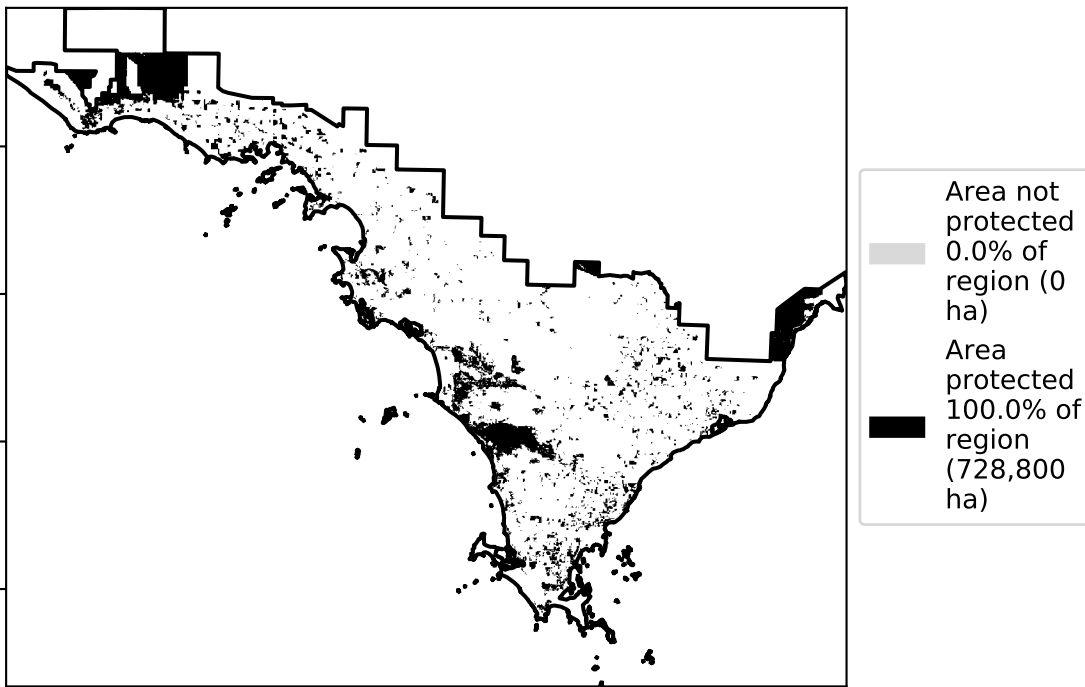 Area not
protected
0.0% of
region (0
ha)
Area
protected
100.0% of
region
(728,800
ha)